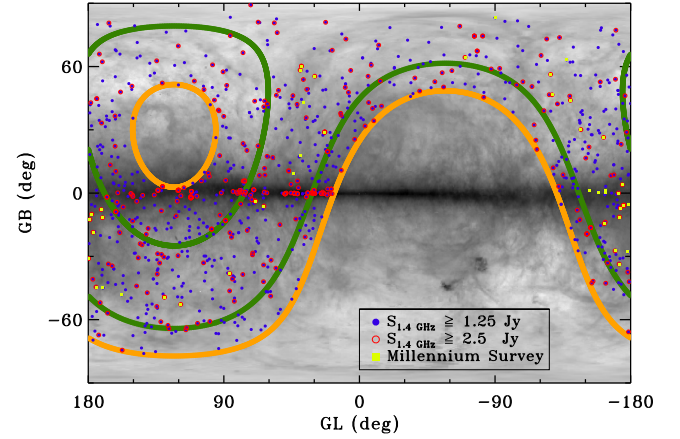 60
0
−60
GB (deg)
S1.4 GHz ≧ 1.25 Jy
S1.4 GHz ≧ 2.5 Jy
Millennium Survey
180 90 0 −90 −180
GL (deg)